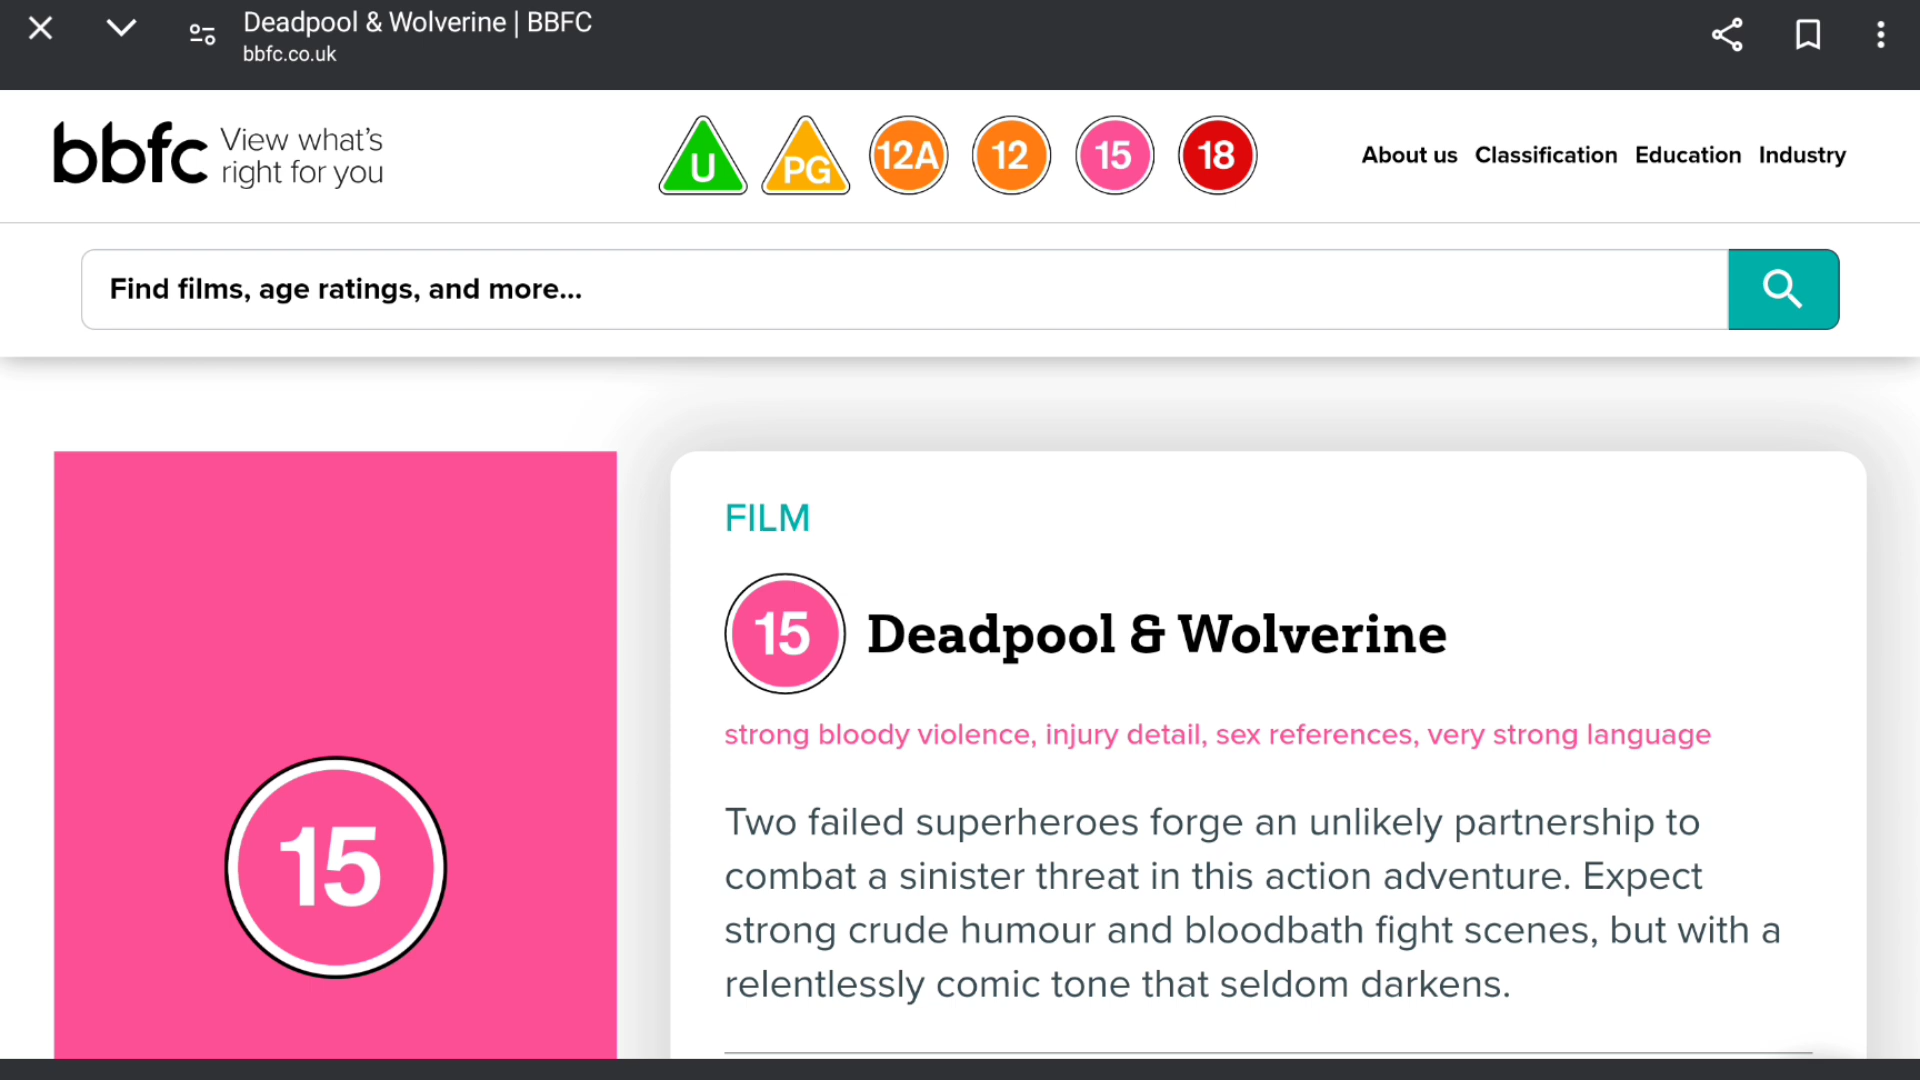 Deadpool & Wolverine | BBFC
bbfc.co.uk
bbfc View what's
right for you
U PG 12A 12 15 18
About us Classification Education Industry
Find films, age ratings, and more...
15
FILM
15 Deadpool & Wolverine
strong bloody violence, injury detail, sex references, very strong language
Two failed superheroes forge an unlikely partnership to
combat a sinister threat in this action adventure. Expect
strong crude humour and bloodbath fight scenes, but with a
relentlessly comic tone that seldom darkens.